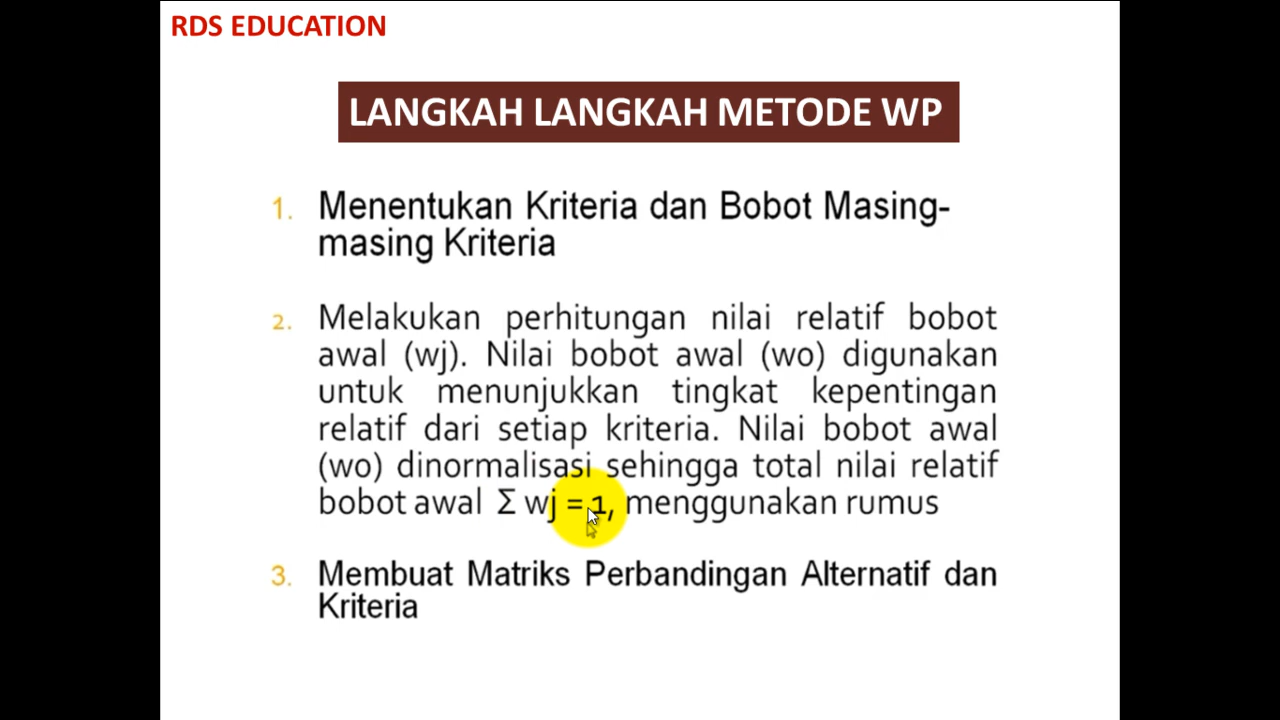 RDS EDUCATION
LANGKAH LANGKAH METODE WP
1. Menentukan Kriteria dan Bobot Masing-
masing Kriteria
2. Melakukan perhitungan nilai relatif bobot
awal (wj). Nilai bobot awal (wo) digunakan
untuk menunjukkan tingkat kepentingan
relatif dari setiap kriteria. Nilai bobot awal
(wo) dinormalisasi sehingga total nilai relatif
bobot awal Σ wj = 1, menggunakan rumus
3. Membuat Matriks Perbandingan Alternatif dan
Kriteria